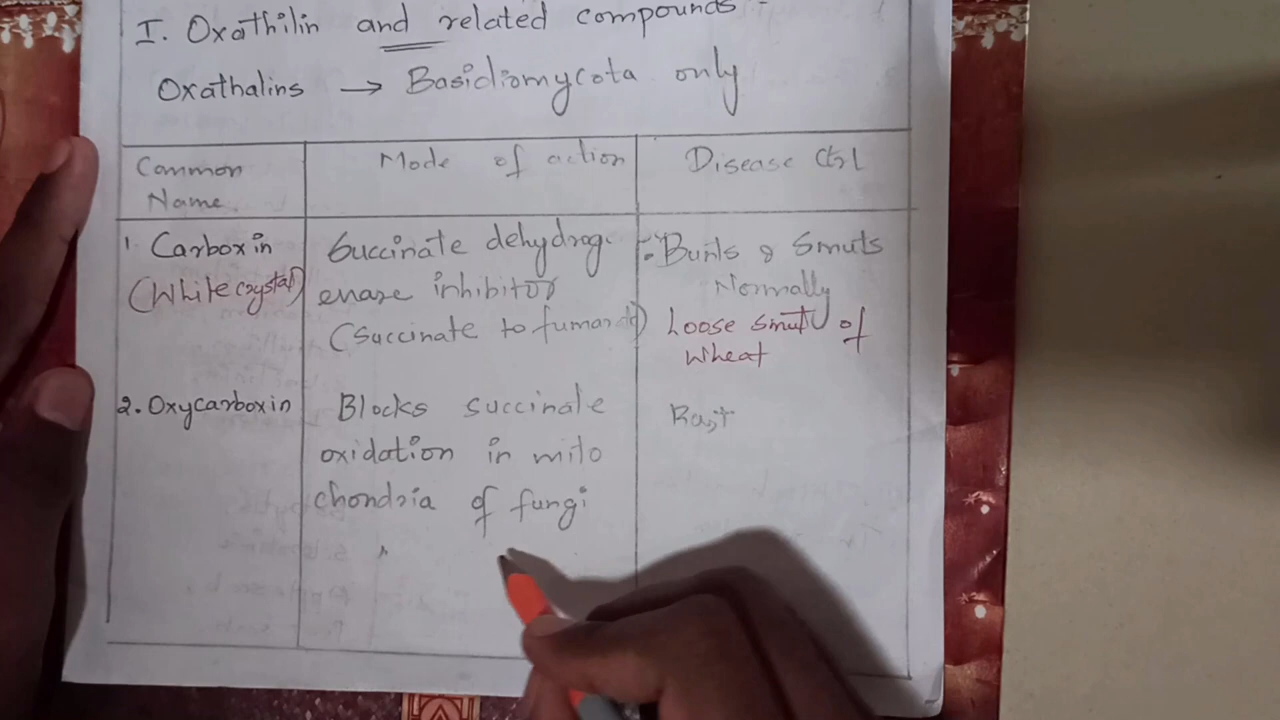 I. Oxathilin and related compounds -
Oxathalins → Basidiomycota only
Common Name
Mode of action
Disease Ctrl
1. Carboxin
(White crystal)
Succinate dehydrog
enase inhibitor
(Succinate to fumarate)
:- Bunts & Smuts
Normally
Loose smut of
Wheat
2. Oxycarboxin
Blocks succinate
oxidation in mito
chondria of fungi
Rust